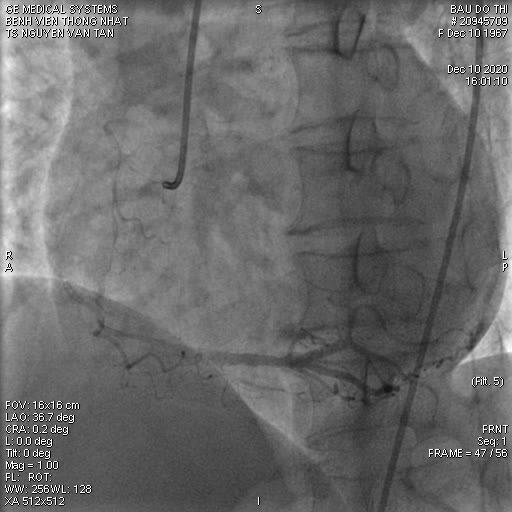 GE MEDICAL SYSTEMS
BENH VIEN THONG NHAT
TS NGUYEN VAN TAN
S
BAU DO THI
# 20945709
F Dec 10 1967
Dec 10 2020
16:01:10
R
A
L
P
(Filt. 5)
FOV: 16x16 cm
LAO: 36.7 deg
CRA: 0.2 deg
L: 0.0 deg
Tilt: 0 deg
Mag = 1.00
FL: ROT:
WW: 256WL: 128
XA 512x512
I
FRNT
Seq: 1
FRAME = 47 / 56